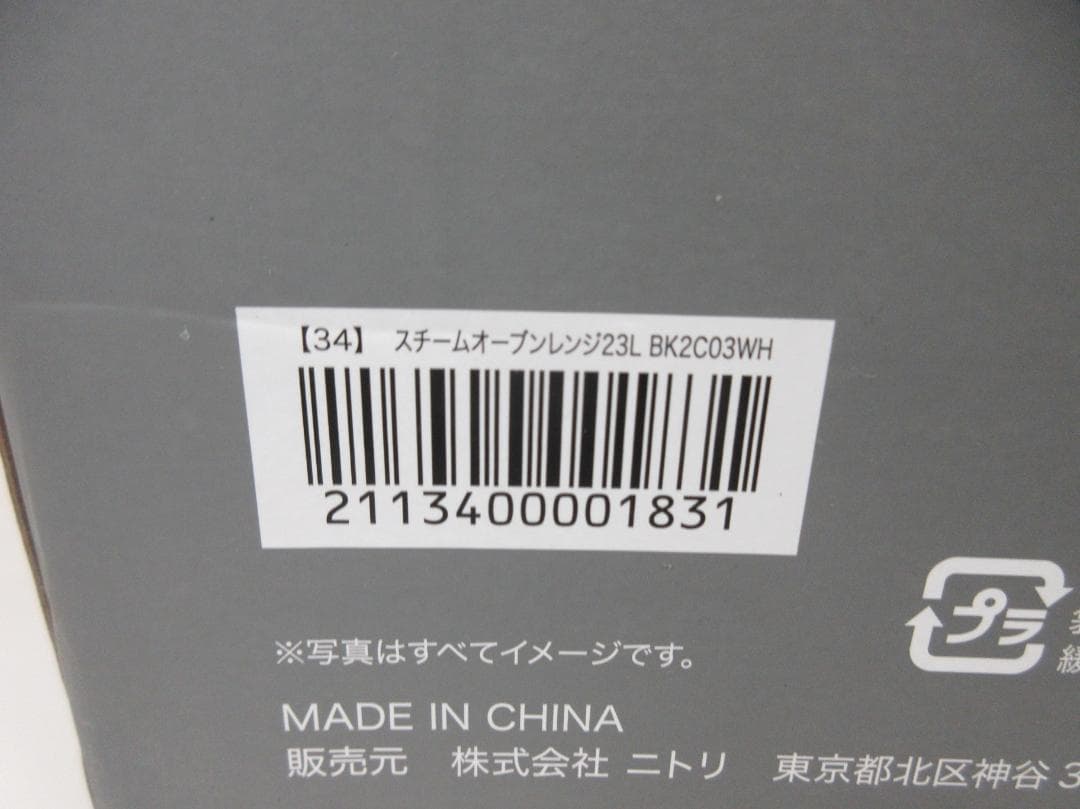 【34】 スチームオーブンレンジ23L BK2C03WH
2113400001831
プラ
※写真はすべてイメージです。
MADE IN CHINA
販売元 株式会社 ニトリ 東京都北区神谷3